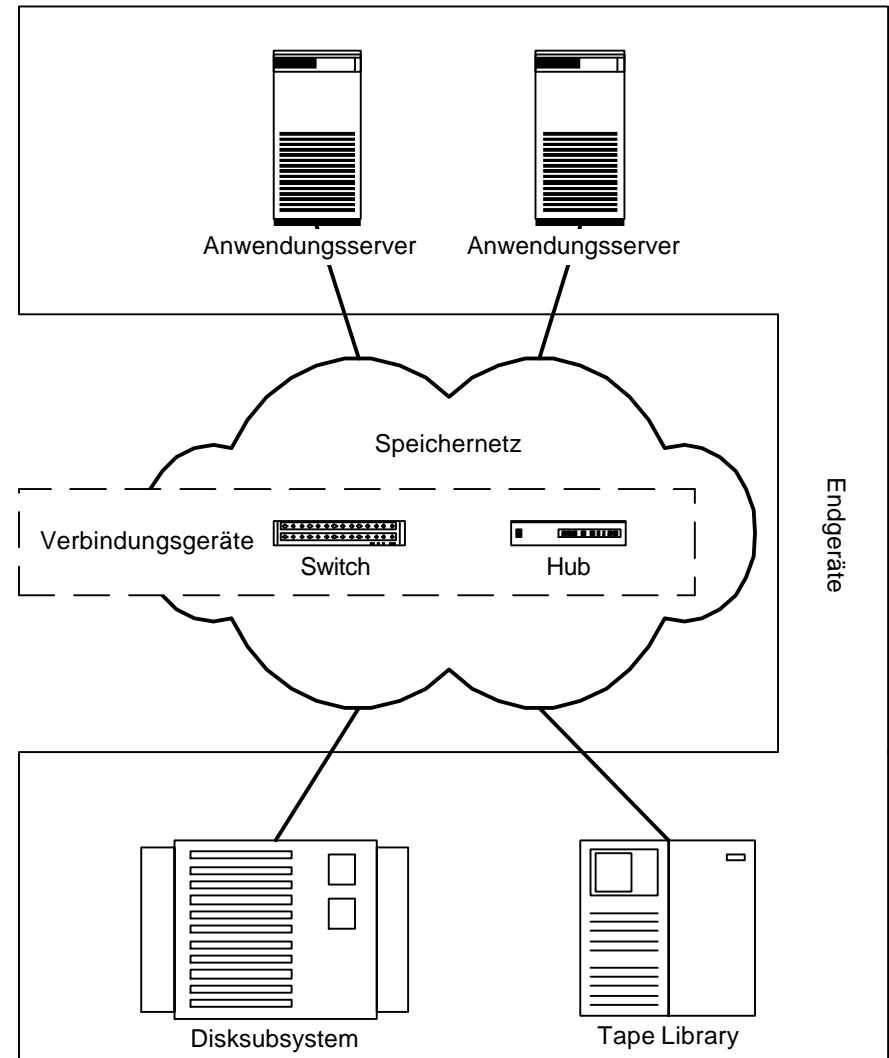 Anwendungsserver
Anwendungsserver
Speichernetz
Verbindungsgeräte
Switch
Hub
Endgeräte
Disksubsystem
Tape Library